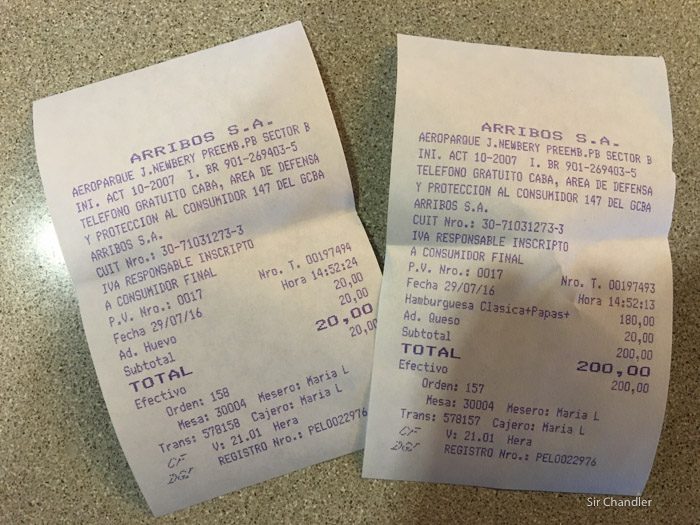 ARRIBOS S.A.
AEROPARQUE J.NEWBERY PREEMB.PB SECTOR B
INI. ACT 10-2007 I. BR 901-269403-5
TELEFONO GRATUITO CABA, AREA DE DEFENSA
Y PROTECCION AL CONSUMIDOR 147 DEL GCBA
ARRIBOS S.A.
CUIT Nro.: 30-71031273-3
IVA RESPONSABLE INSCRIPTO
A CONSUMIDOR FINAL
P.V. Nro.: 0017 Nro. T. 00197494
Fecha 29/07/16 Hora 14:52:24
Ad. Huevo 20,00
Subtotal 20,00
TOTAL 20,00
Efectivo 20,00
Orden: 158
Mesa: 30004 Mesero: Maria L
Trans: 578158 Cajero: Maria L
CF V: 21.01 Hera
DGI REGISTRO Nro.: PEL0022976
ARRIBOS S.A.
AEROPARQUE J.NEWBERY PREEMB.PB SECTOR B
INI. ACT 10-2007 I. BR 901-269403-5
TELEFONO GRATUITO CABA, AREA DE DEFENSA
Y PROTECCION AL CONSUMIDOR 147 DEL GCBA
ARRIBOS S.A.
CUIT Nro.: 30-71031273-3
IVA RESPONSABLE INSCRIPTO
A CONSUMIDOR FINAL
P.V. Nro.: 0017 Nro. T. 00197493
Fecha 29/07/16 Hora 14:52:13
Hamburguesa Clasica+Papas+ 180,00
Ad. Queso 20,00
Subtotal 200,00
TOTAL 200,00
Efectivo 200,00
Orden: 157
Mesa: 30004 Mesero: Maria L
Trans: 578157 Cajero: Maria L
CF V: 21.01 Hera
DGI REGISTRO Nro.: PEL0022976
Sir Chandler